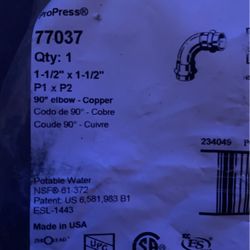 ProPress®
77037
Qty: 1
1-1/2" x 1-1/2"
P1 x P2
90° elbow - Copper
Codo de 90° - Cobre
Coude 90° - Cuivre
234045
Potable Water
NSF® 61-372
Patent: US 6,581,983 B1
ESL-1443
Made in USA
UPC